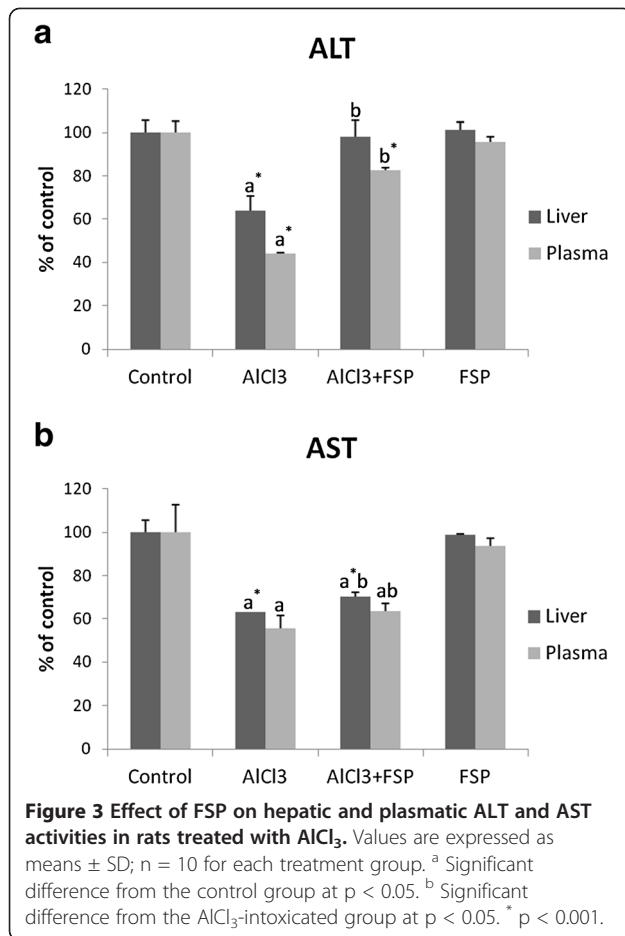 a
ALT
120
100
80
60
40
20
0
% of control
b
b*
a*
a*
Liver
Plasma
Control AlCl3 AlCl3+FSP FSP
b
AST
120
100
80
60
40
20
0
% of control
a* a
a*b ab
Liver
Plasma
Control AlCl3 AlCl3+FSP FSP
Figure 3 Effect of FSP on hepatic and plasmatic ALT and AST
activities in rats treated with AlCl₃. Values are expressed as
means ± SD; n = 10 for each treatment group. ᵃ Significant
difference from the control group at p < 0.05. ᵇ Significant
difference from the AlCl₃-intoxicated group at p < 0.05. * p < 0.001.